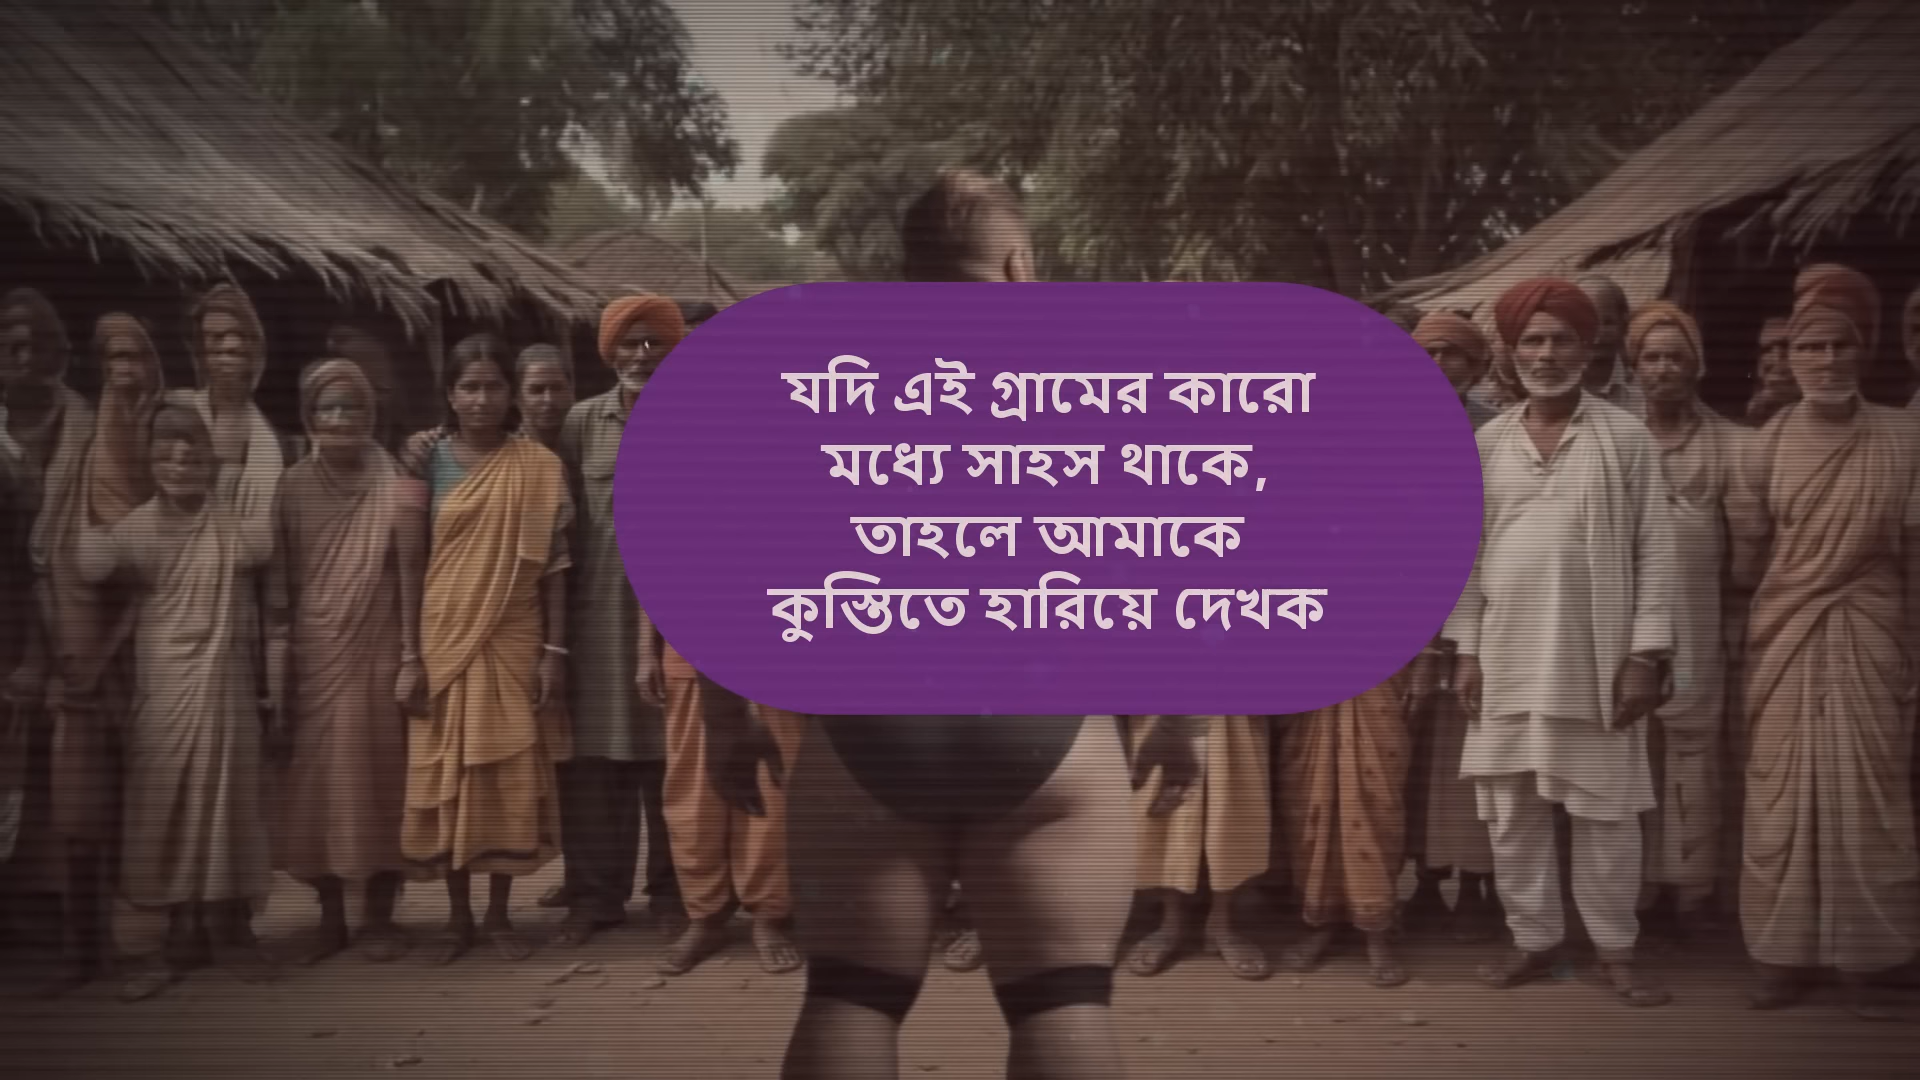 যদি এই গ্রামের কারো
মধ্যে সাহস থাকে,
তাহলে আমাকে
কুস্তিতে হারিয়ে দেখক